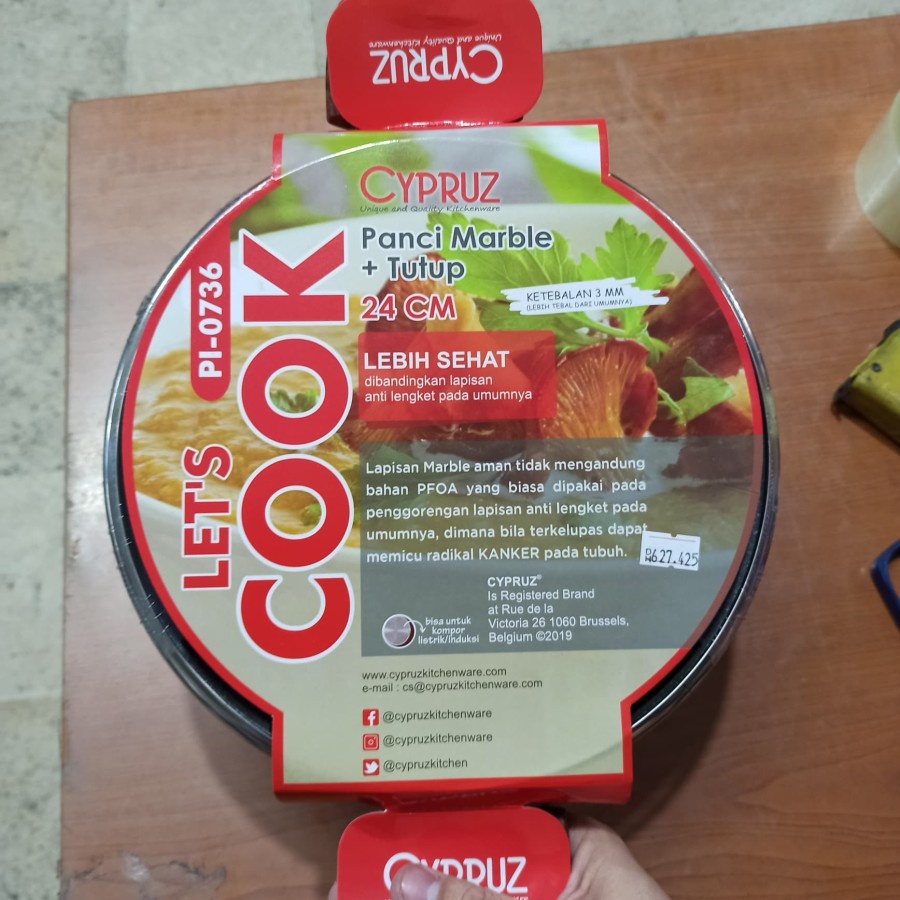 CYPRUZ
Unique and Quality Kitchenware
CYPRUZ
Unique and Quality Kitchenware
Panci Marble
+ Tutup
24 CM
KETEBALAN 3 MM
(LEBIH TEBAL DARI UMUMNYA)
PI-0736
LET'S
COOK
LEBIH SEHAT
dibandingkan lapisan
anti lengket pada umumnya
Lapisan Marble aman tidak mengandung
bahan PFOA yang biasa dipakai pada
penggorengan lapisan anti lengket pada
umumnya, dimana bila terkelupas dapat
memicu radikal KANKER pada tubuh.
627.425
CYPRUZ®
Is Registered Brand
at Rue de la
Victoria 26 1060 Brussels,
Belgium ©2019
bisa untuk
kompor
listrik/induksi
www.cypruzkitchenware.com
e-mail : cs@cypruzkitchenware.com
@cypruzkitchenware
@cypruzkitchenware
@cypruzkitchen
CYPRUZ